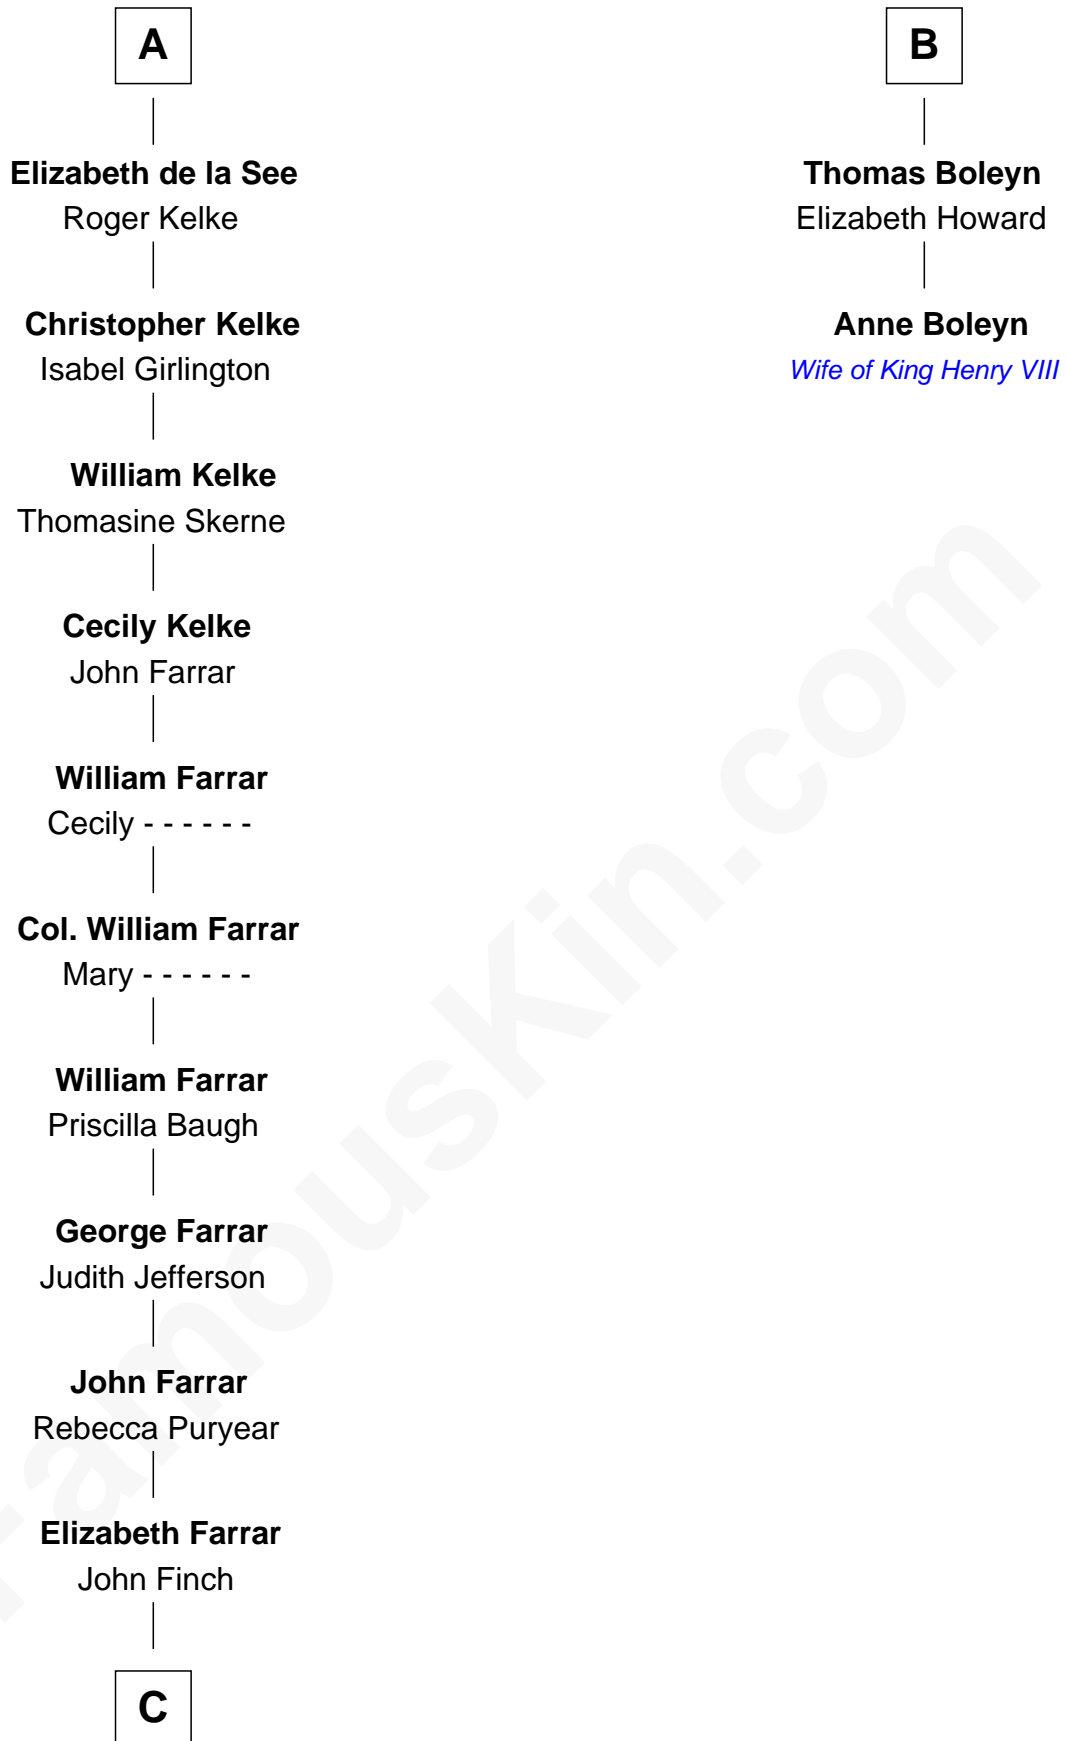 A
Elizabeth de la See
Roger Kelke
Christopher Kelke
Isabel Girlington
William Kelke
Thomasine Skerne
Cecily Kelke
John Farrar
William Farrar
Cecily - - - - - -
Col. William Farrar
Mary - - - - - -
William Farrar
Priscilla Baugh
George Farrar
Judith Jefferson
John Farrar
Rebecca Puryear
Elizabeth Farrar
John Finch
C
B
Thomas Boleyn
Elizabeth Howard
Anne Boleyn
Wife of King Henry VIII
FamousKin.com